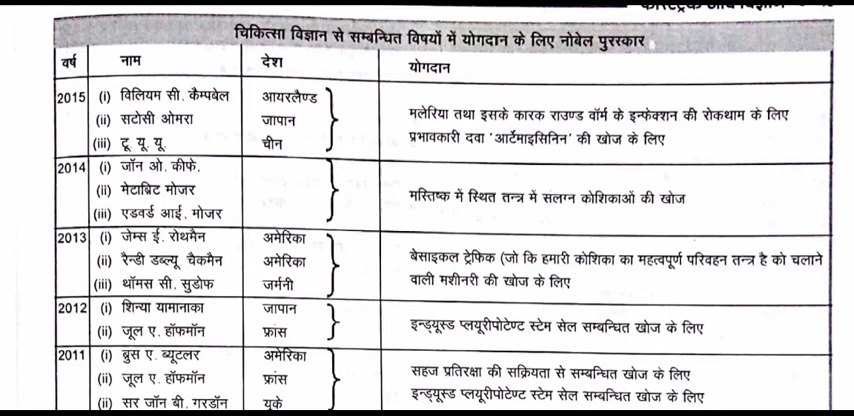 चिकित्सा विज्ञान से सम्बन्धित विषयों में योगदान के लिए नोबेल पुरस्कार
वर्ष नाम देश योगदान
2015 (i) विलियम सी. कैम्पबेल आयरलैण्ड
(ii) सटोसी ओमरा जापान
(iii) टू यू यू. चीन
मलेरिया तथा इसके कारक राउण्ड वॉर्म के इन्फेक्शन की रोकथाम के लिए
प्रभावकारी दवा 'आर्टेमाइसिनिन' की खोज के लिए
2014 (i) जॉन ओ. कीफे.
(ii) मेटाब्रिट मोजर
(iii) एडवर्ड आई. मोजर
मस्तिष्क में स्थित तन्त्र में संलग्न कोशिकाओं की खोज
2013 (i) जेम्स ई. रोथमैन अमेरिका
(ii) रैन्डी डब्ल्यू. चैकमैन अमेरिका
(iii) थॉमस सी. सुडोफ जर्मनी
बेसाइकल ट्रेफिक (जो कि हमारी कोशिका का महत्वपूर्ण परिवहन तन्त्र है को चलाने
वाली मशीनरी की खोज के लिए
2012 (i) शिन्या यामानाका जापान
(ii) जूल ए. हॉफमॉन फ्रांस
इन्ड्यूस्ड प्लयूरीपोटेण्ट स्टेम सेल सम्बन्धित खोज के लिए
2011 (i) ब्रुस ए. ब्यूटलर अमेरिका
(ii) जूल ए. हॉफमॉन फ्रांस
(ii) सर जॉन बी. गरडॉन यूके
सहज प्रतिरक्षा की सक्रियता से सम्बन्धित खोज के लिए
इन्ड्यूस्ड प्लयूरीपोटेण्ट स्टेम सेल सम्बन्धित खोज के लिए